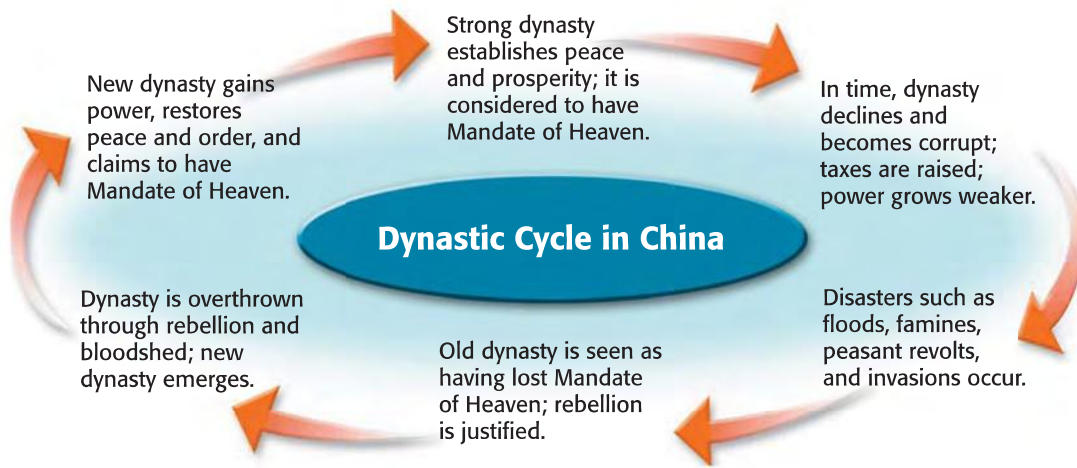 Strong dynasty
establishes peace
and prosperity; it is
considered to have
Mandate of Heaven.
In time, dynasty
declines and
becomes corrupt;
taxes are raised;
power grows weaker.
Disasters such as
floods, famines,
peasant revolts,
and invasions occur.
Old dynasty is seen as
having lost Mandate
of Heaven; rebellion
is justified.
Dynasty is overthrown
through rebellion and
bloodshed; new
dynasty emerges.
New dynasty gains
power, restores
peace and order, and
claims to have
Mandate of Heaven.
Dynastic Cycle in China